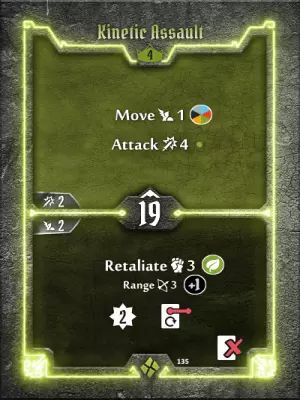 Kinetic Assault
4
Move 1
Attack 4
2
19
2
Retaliate 3
Range 3 +1
2
135